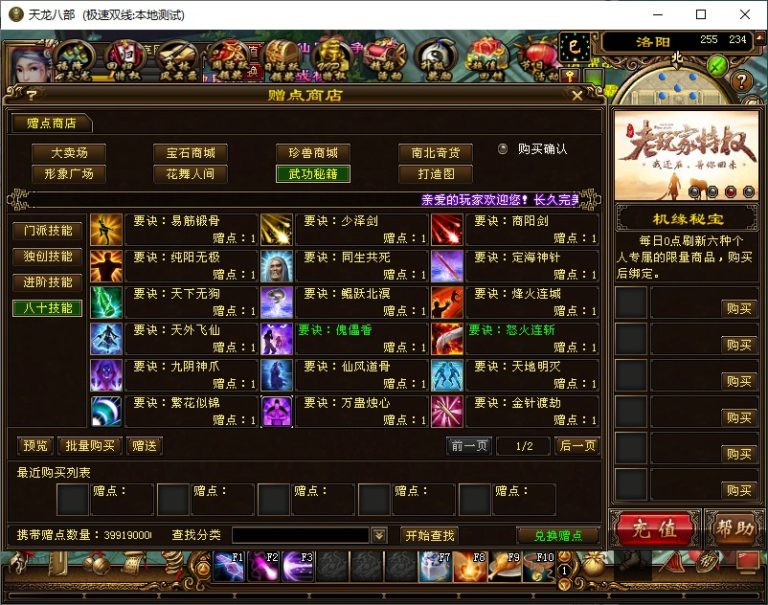 天龙八部 (极速双线:本地测试)
洛阳 255 234
北
? 赠点商店
赠点商店
大卖场 宝石商城 珍兽商城 南北奇货 购买确认
形象广场 花舞人间 武功秘籍 打造图
亲爱的玩家欢迎您! 长久完美
门派技能
独创技能
进阶技能
八十技能
要诀:易筋锻骨 要诀:少泽剑 要诀:商阳剑
赠点:1 赠点:1 赠点:1
要诀:纯阳无极 要诀:同生共死 要诀:定海神针
赠点:1 赠点:1 赠点:1
要诀:天下无狗 要诀:鲲跃北溟 要诀:烽火连城
赠点:1 赠点:1 赠点:1
要诀:天外飞仙 要诀:傀儡香 要诀:怒火连斩
赠点:1 赠点:1 赠点:1
要诀:九阴神爪 要诀:仙风道骨 要诀:天地明灭
赠点:1 赠点:1 赠点:1
要诀:繁花似锦 要诀:万蛊烛心 要诀:金针渡劫
赠点:1 赠点:1 赠点:1
预览 批量购买 赠送 前一页 1/2 后一页
最近购买列表
赠点: 赠点: 赠点: 赠点: 赠点:
携带赠点数量:39919000 查找分类 开始查找 兑换赠点
老玩家特权
我还在,等你回来
机缘秘宝
每日0点刷新六种个
人专属的限量商品,购买
后绑定。
购买
购买
购买
购买
购买
购买
充值 帮助
F1 F2 F3 F7 F8 F9 F10 1